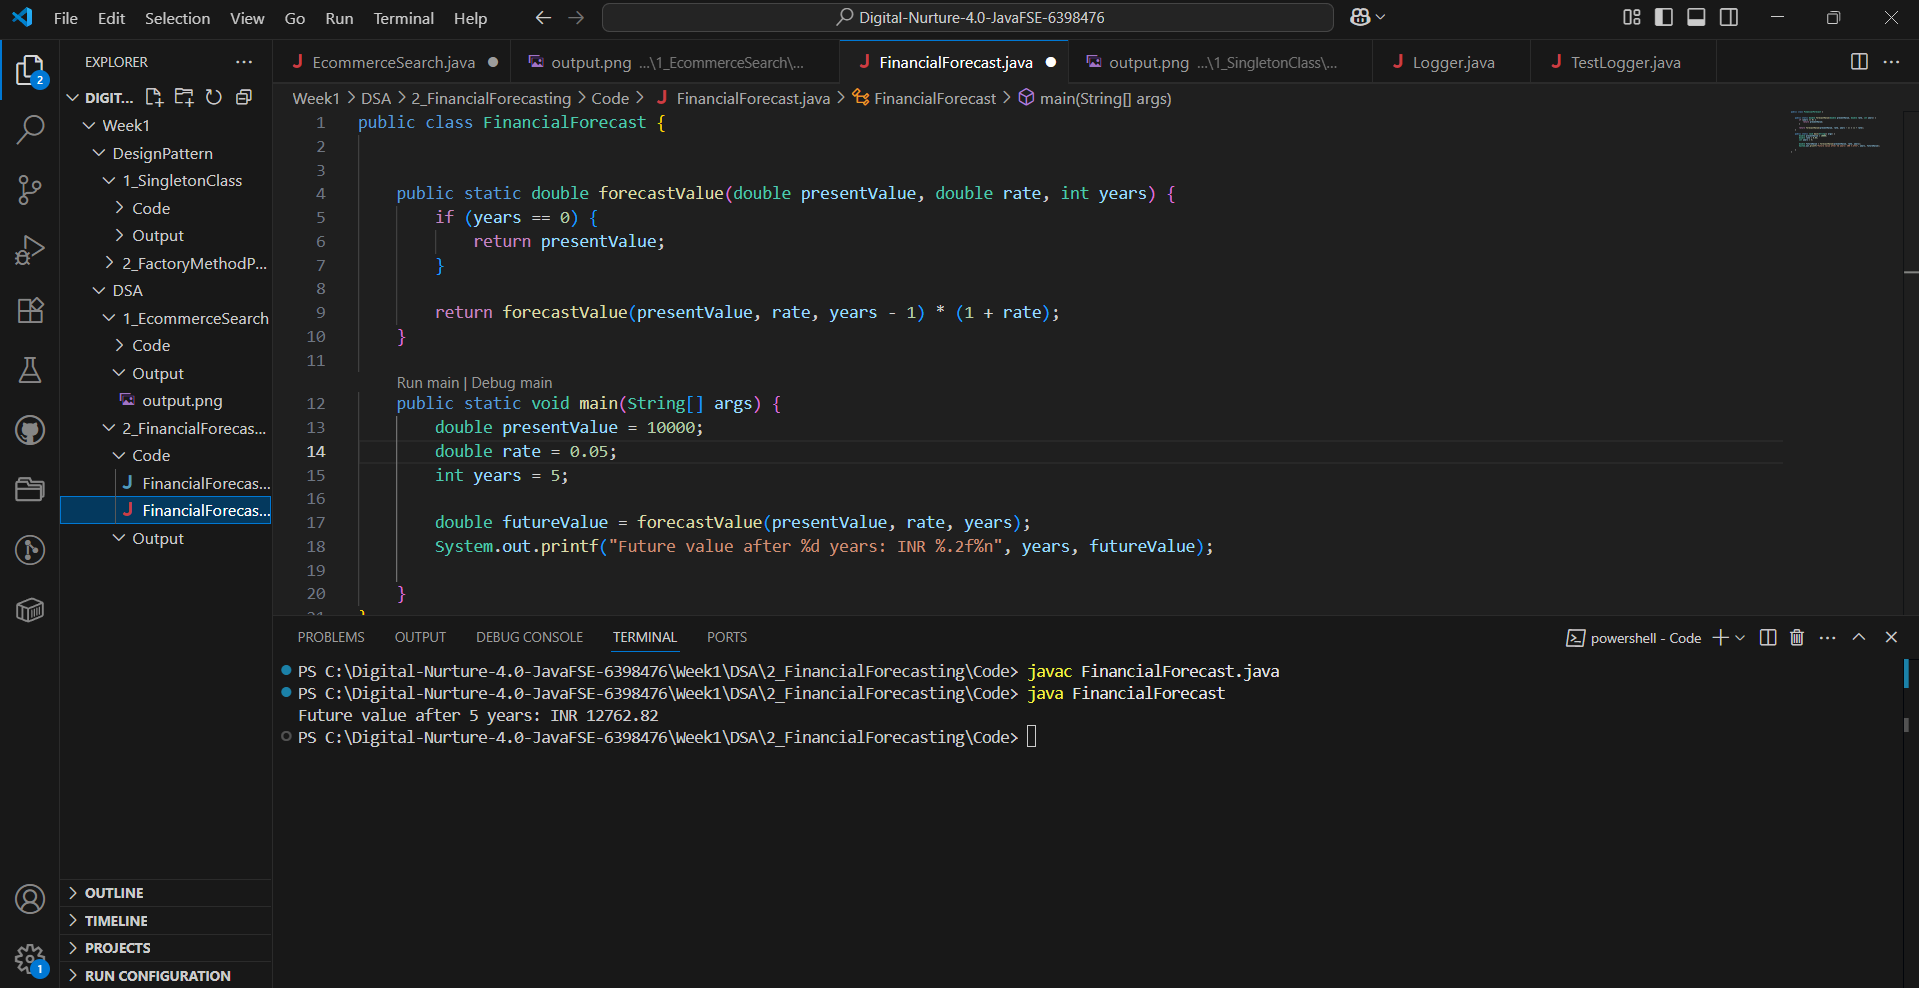 File Edit Selection View Go Run Terminal Help
Digital-Nurture-4.0-JavaFSE-6398476
EXPLORER
2
DIGIT...
Week1
DesignPattern
1_SingletonClass
Code
Output
2_FactoryMethodP...
DSA
1_EcommerceSearch
Code
Output
output.png
2_FinancialForecas...
Code
J FinancialForecas...
J FinancialForecas...
Output
OUTLINE
TIMELINE
PROJECTS
RUN CONFIGURATION
1
J EcommerceSearch.java output.png ...\1_EcommerceSearch\... J FinancialForecast.java output.png ...\1_SingletonClass\... J Logger.java J TestLogger.java
Week1 > DSA > 2_FinancialForecasting > Code > J FinancialForecast.java > FinancialForecast > main(String[] args)
1 public class FinancialForecast {
2
3
4 public static double forecastValue(double presentValue, double rate, int years) {
5 if (years == 0) {
6 return presentValue;
7 }
8
9 return forecastValue(presentValue, rate, years - 1) * (1 + rate);
10 }
11
Run main | Debug main
12 public static void main(String[] args) {
13 double presentValue = 10000;
14 double rate = 0.05;
15 int years = 5;
16
17 double futureValue = forecastValue(presentValue, rate, years);
18 System.out.printf("Future value after %d years: INR %.2f%n", years, futureValue);
19
20 }
21 }
PROBLEMS OUTPUT DEBUG CONSOLE TERMINAL PORTS
powershell - Code
PS C:\Digital-Nurture-4.0-JavaFSE-6398476\Week1\DSA\2_FinancialForecasting\Code> javac FinancialForecast.java
PS C:\Digital-Nurture-4.0-JavaFSE-6398476\Week1\DSA\2_FinancialForecasting\Code> java FinancialForecast
Future value after 5 years: INR 12762.82
PS C:\Digital-Nurture-4.0-JavaFSE-6398476\Week1\DSA\2_FinancialForecasting\Code>